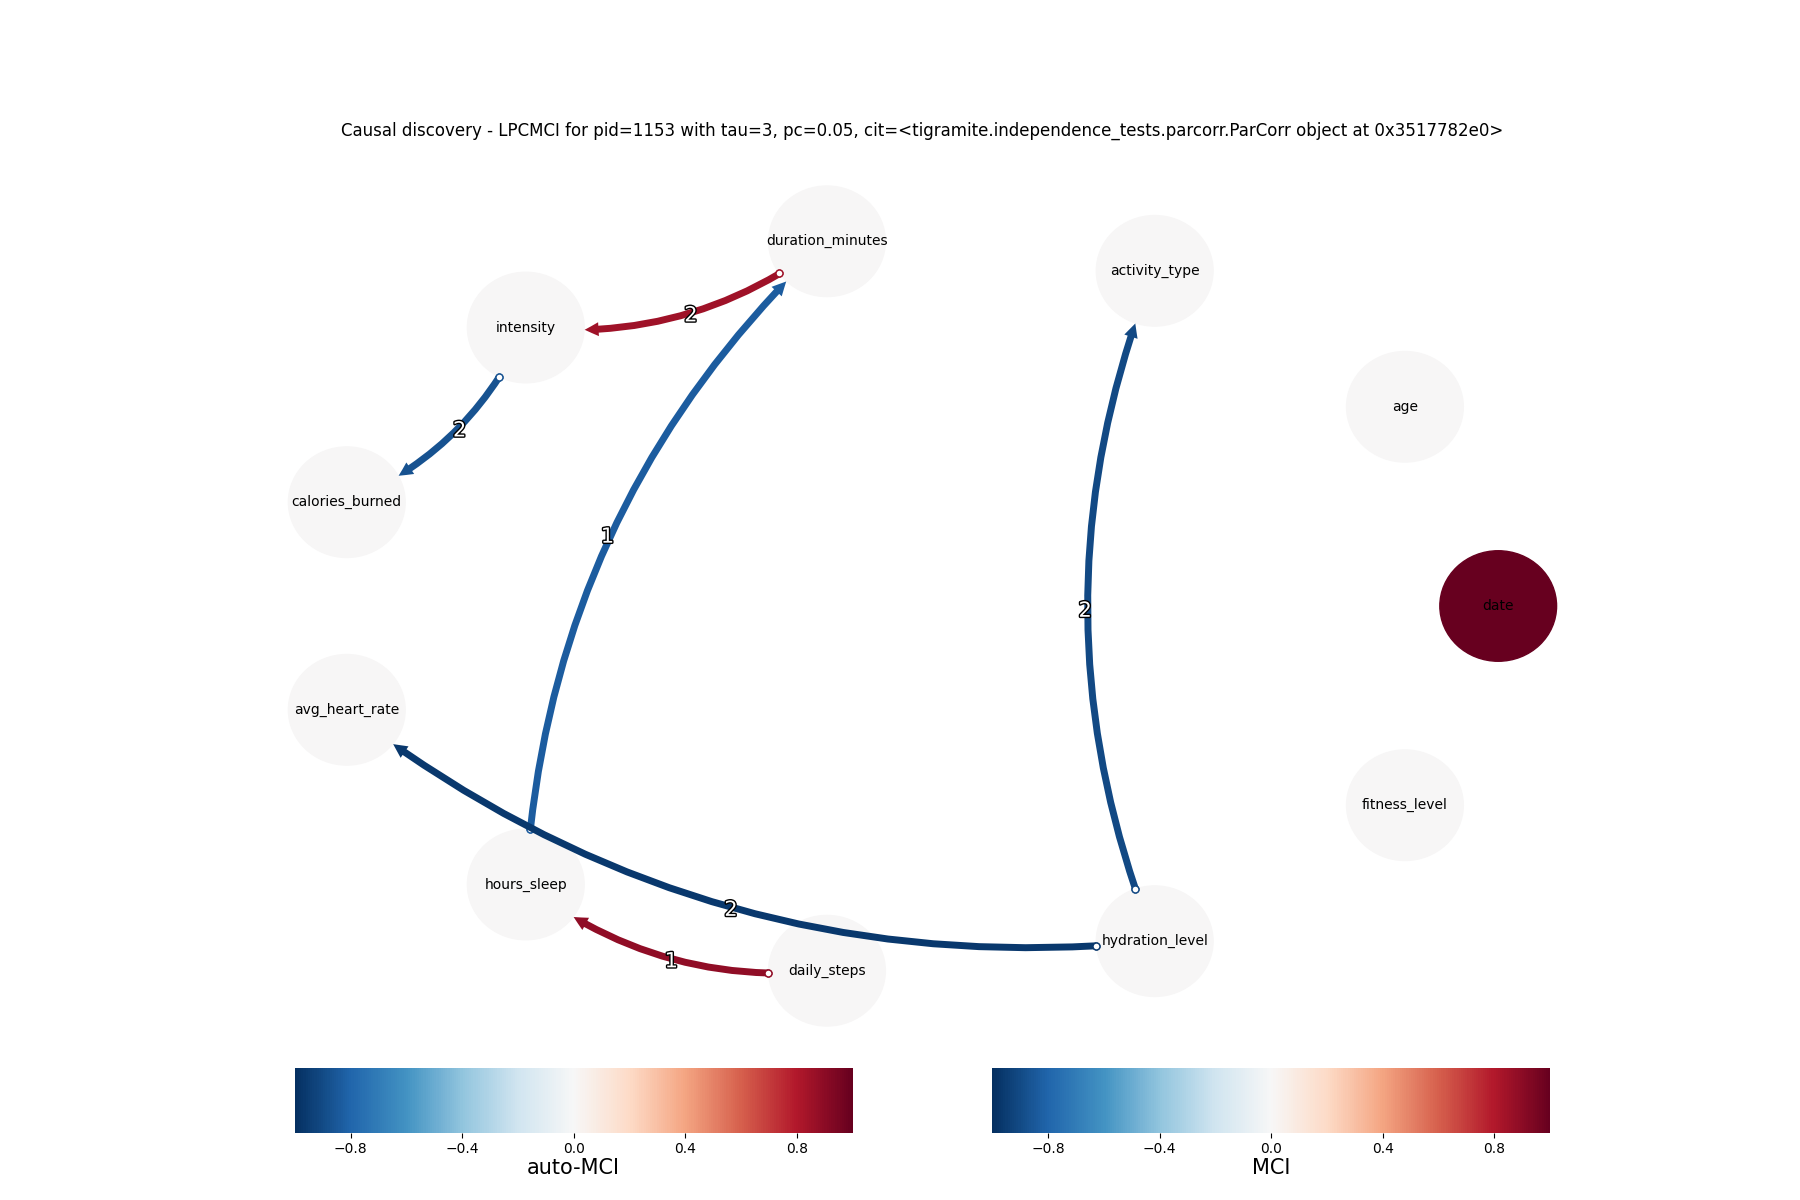 Causal discovery - LPCMCI for pid=1153 with tau=3, pc=0.05, cit=<tigramite.independence_tests.parcorr.ParCorr object at 0x3517782e0>
duration_minutes
activity_type
2
intensity
age
2
calories_burned
1
date
2
avg_heart_rate
fitness_level
hours_sleep
2
hydration_level
1
daily_steps
−0.8 −0.4 0.0 0.4 0.8
auto-MCI
−0.8 −0.4 0.0 0.4 0.8
MCI